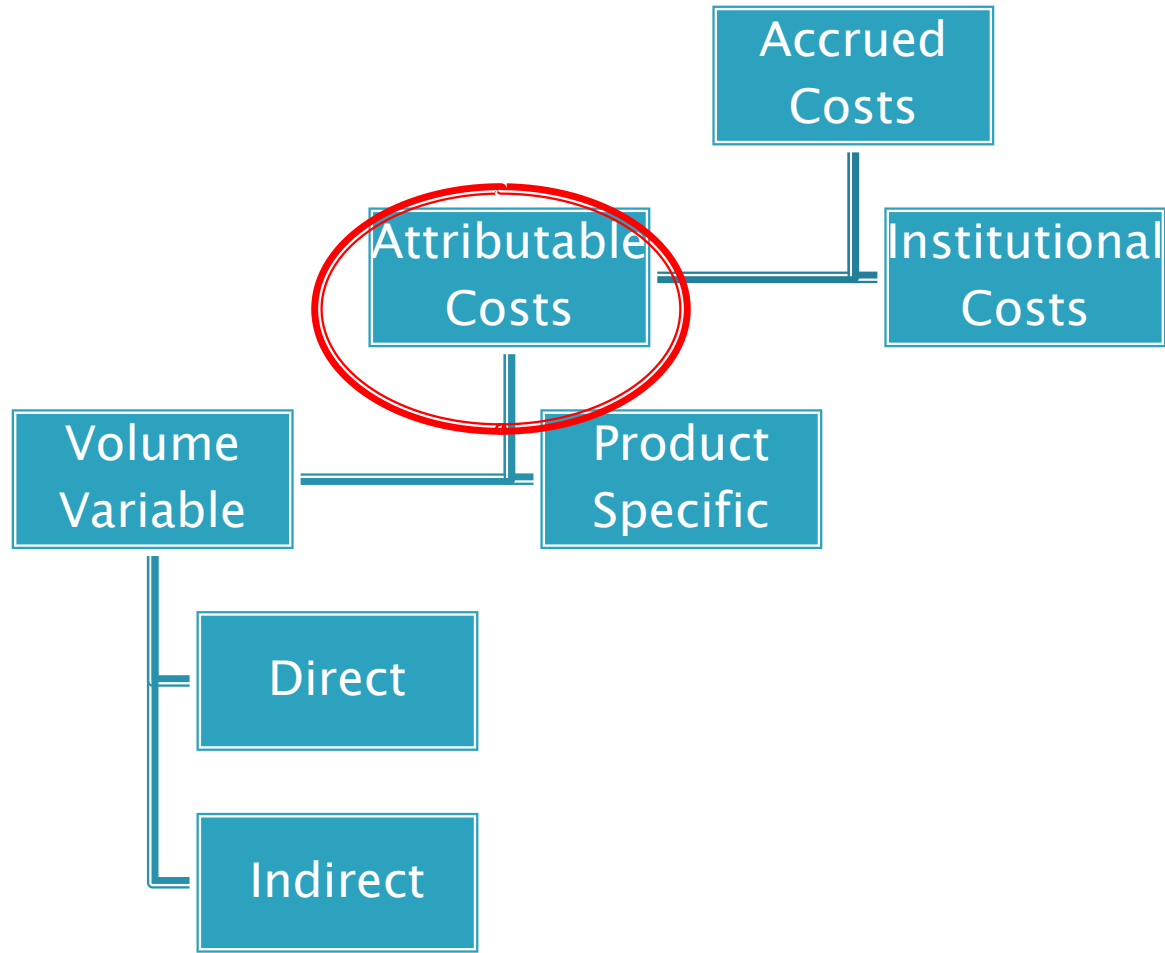 Accrued
Costs
Attributable
Costs
Institutional
Costs
Volume
Variable
Product
Specific
Direct
Indirect